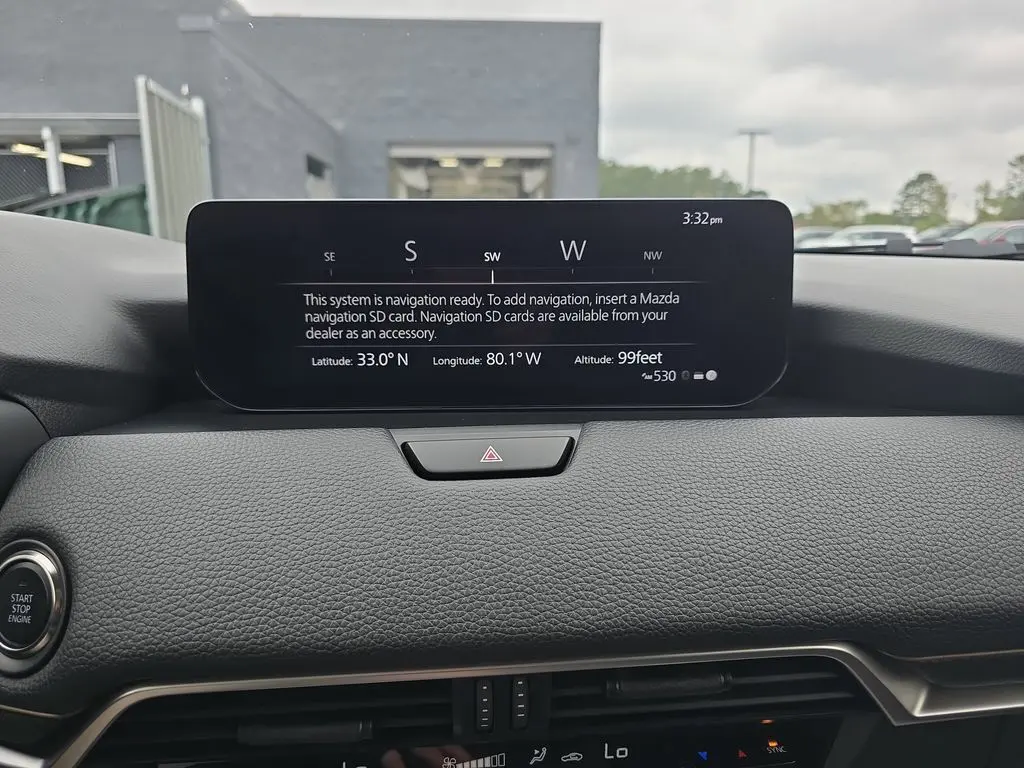 3:32pm
SE S SW W NW
This system is navigation ready. To add navigation, insert a Mazda
navigation SD card. Navigation SD cards are available from your
dealer as an accessory.
Latitude: 33.0° N Longitude: 80.1° W Altitude: 99feet
AM 530
START
STOP
ENGINE
Lo Lo
SYNC